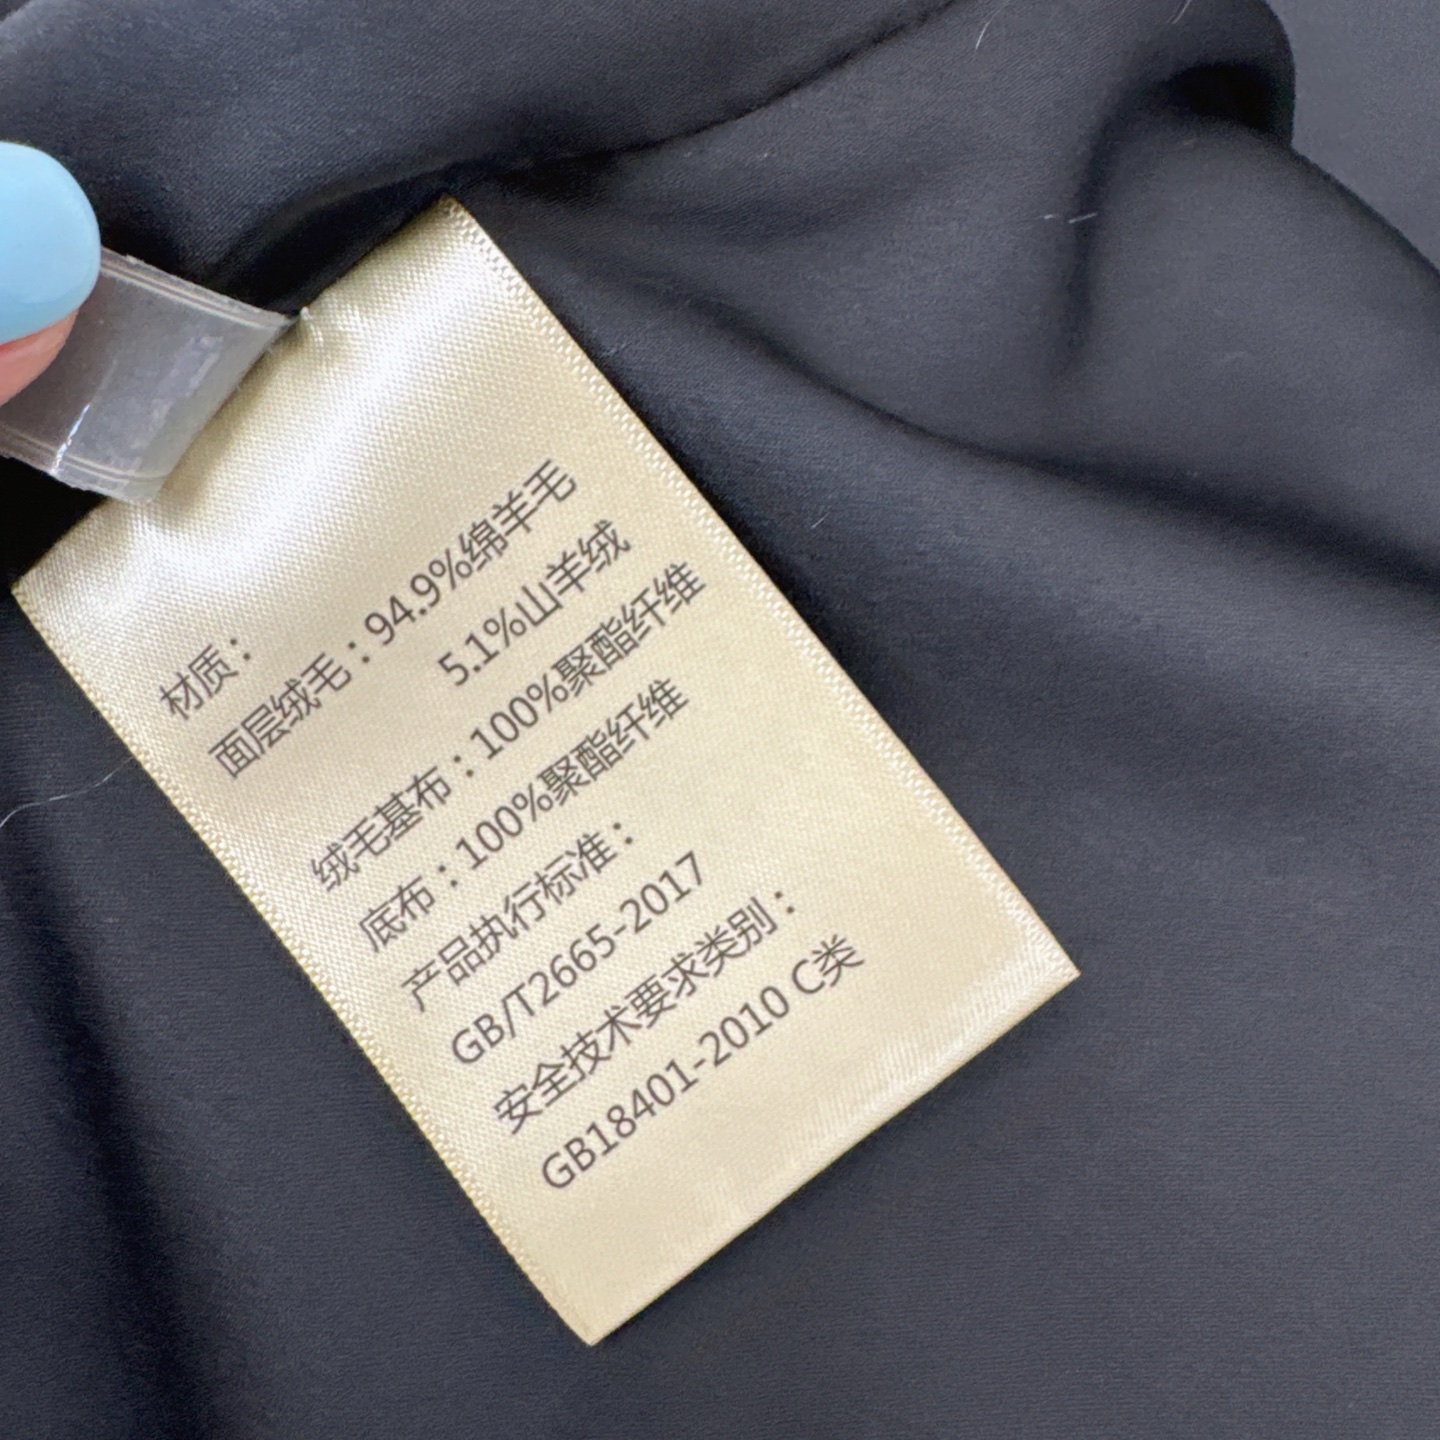 材质：
面层绒毛：94.9%绵羊毛
5.1%山羊绒
绒毛基布：100%聚酯纤维
底布：100%聚酯纤维
产品执行标准：
GB/T2665-2017
安全技术要求类别：
GB18401-2010 C类